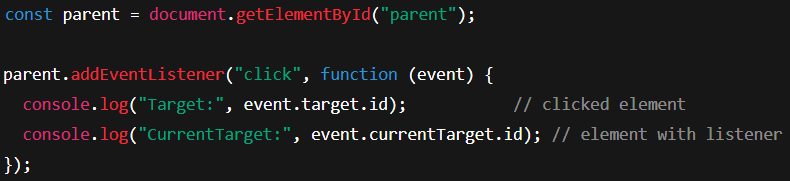 const parent = document.getElementById("parent");
parent.addEventListener("click", function (event) {
  console.log("Target:", event.target.id);             // clicked element
  console.log("CurrentTarget:", event.currentTarget.id); // element with listener
});